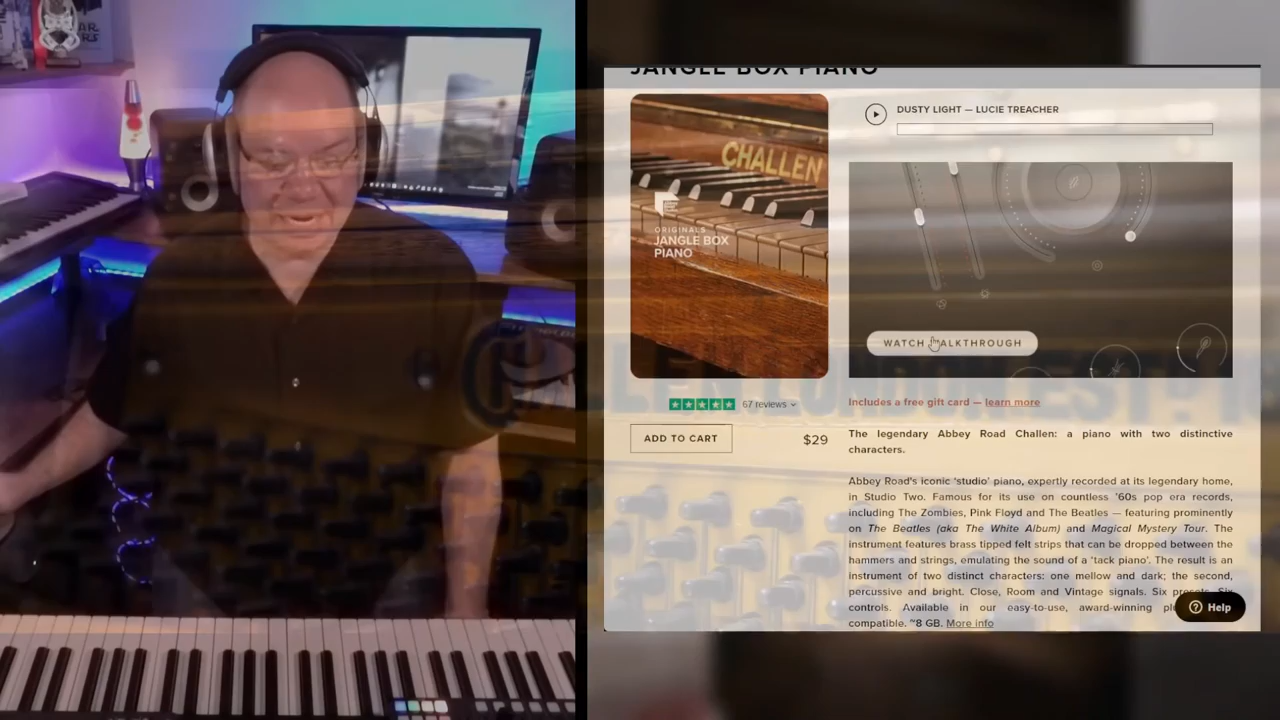 JANGLE BOX PIANO
DUSTY LIGHT — LUCIE TREACHER
CHALLEN
ORIGINALS
JANGLE BOX
PIANO
WATCH WALKTHROUGH
67 reviews
Includes a free gift card — learn more
ADD TO CART
$29
The legendary Abbey Road Challen: a piano with two distinctive
characters.
Abbey Road's iconic 'studio' piano, expertly recorded at its legendary home,
in Studio Two. Famous for its use on countless '60s pop era records,
including The Zombies, Pink Floyd and The Beatles — featuring prominently
on The Beatles (aka The White Album) and Magical Mystery Tour. The
instrument features brass tipped felt strips that can be dropped between the
hammers and strings, emulating the sound of a 'tack piano'. The result is an
instrument of two distinct characters: one mellow and dark; the second,
percussive and bright. Close, Room and Vintage signals. Six presets. Six
controls. Available in our easy-to-use, award-winning
compatible. ~8 GB. More info
Help